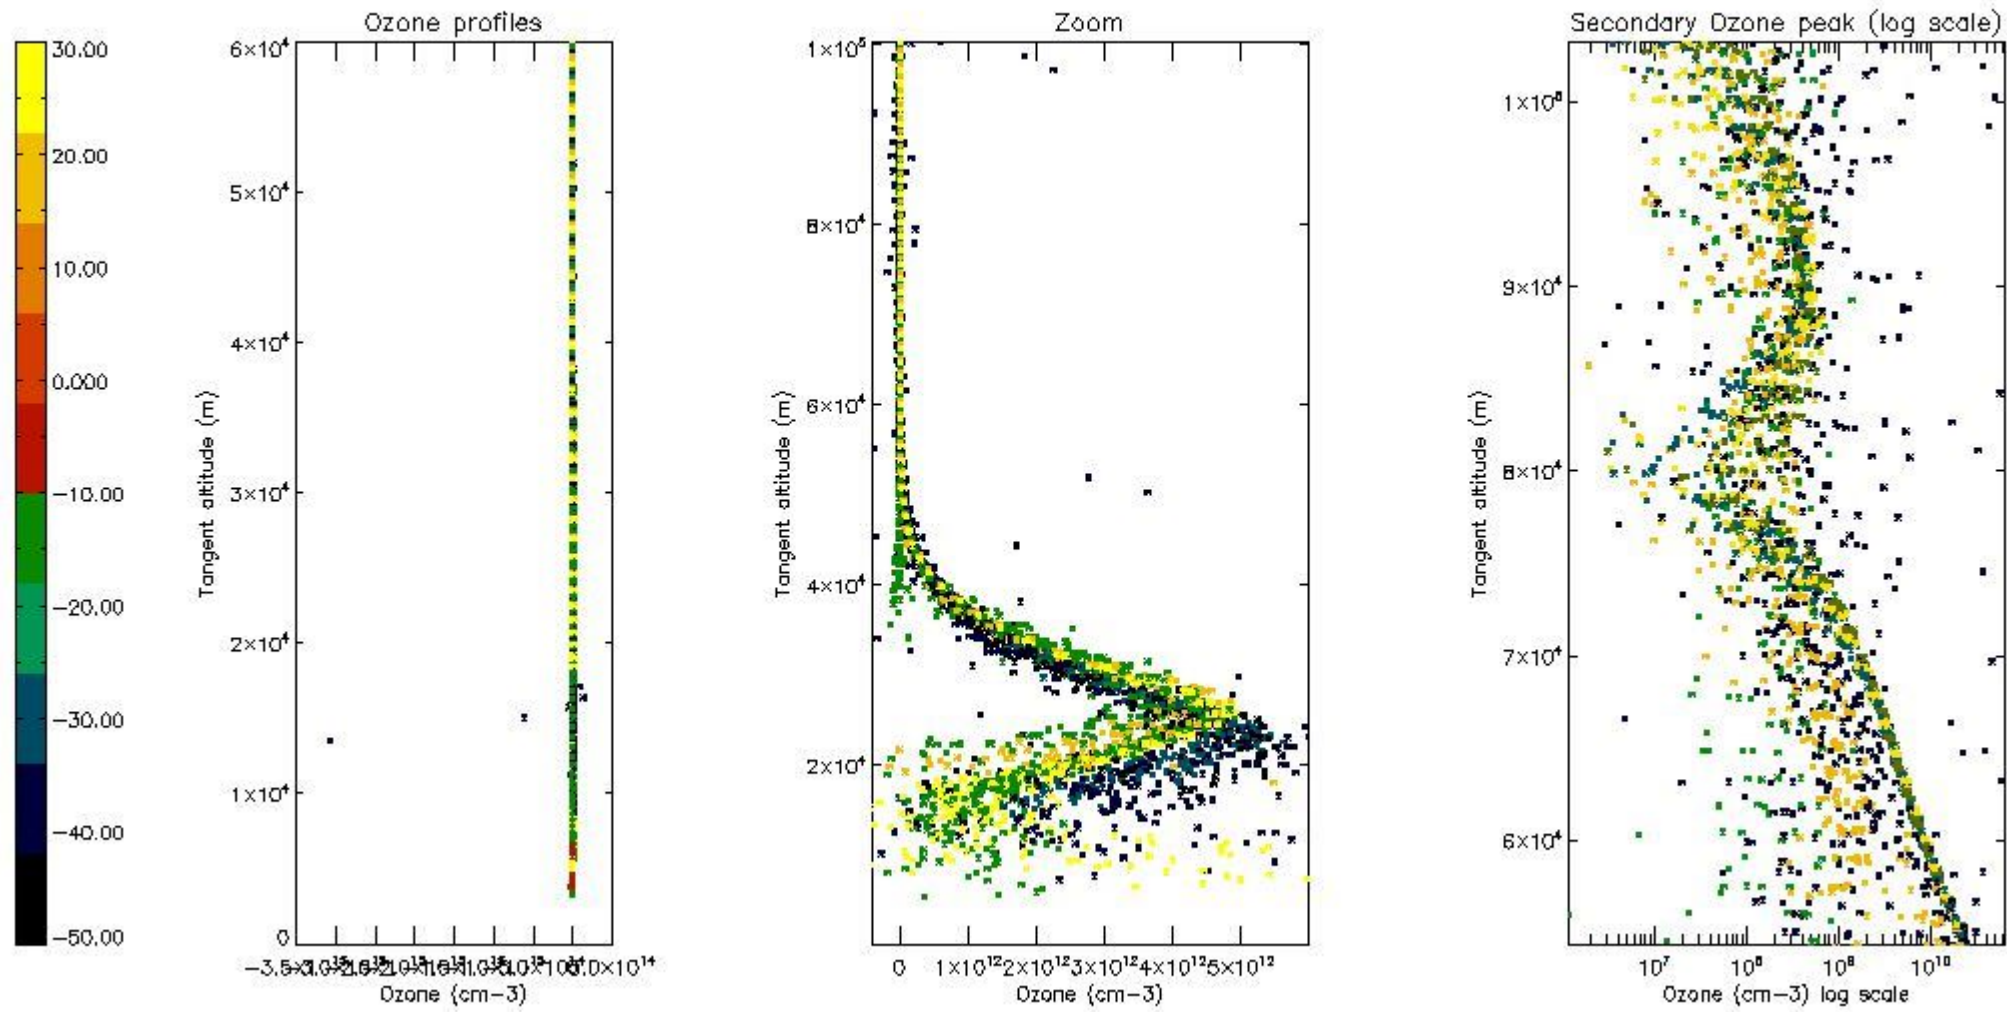 Ozone profiles
Zoom
Secondary Ozone peak (log scale)
30.00
20.00
10.00
0.000
−10.00
−20.00
−30.00
−40.00
−50.00
6×10⁴
5×10⁴
4×10⁴
3×10⁴
2×10⁴
1×10⁴
0
Tangent altitude (m)
5.0×10¹⁴
Ozone (cm−3)
1×10⁵
8×10⁴
6×10⁴
4×10⁴
2×10⁴
Tangent altitude (m)
0 1×10¹² 2×10¹² 3×10¹² 4×10¹² 5×10¹²
Ozone (cm−3)
1×10⁵
9×10⁴
8×10⁴
7×10⁴
6×10⁴
Tangent altitude (m)
10⁷ 10⁸ 10⁹ 10¹⁰
Ozone (cm−3) log scale